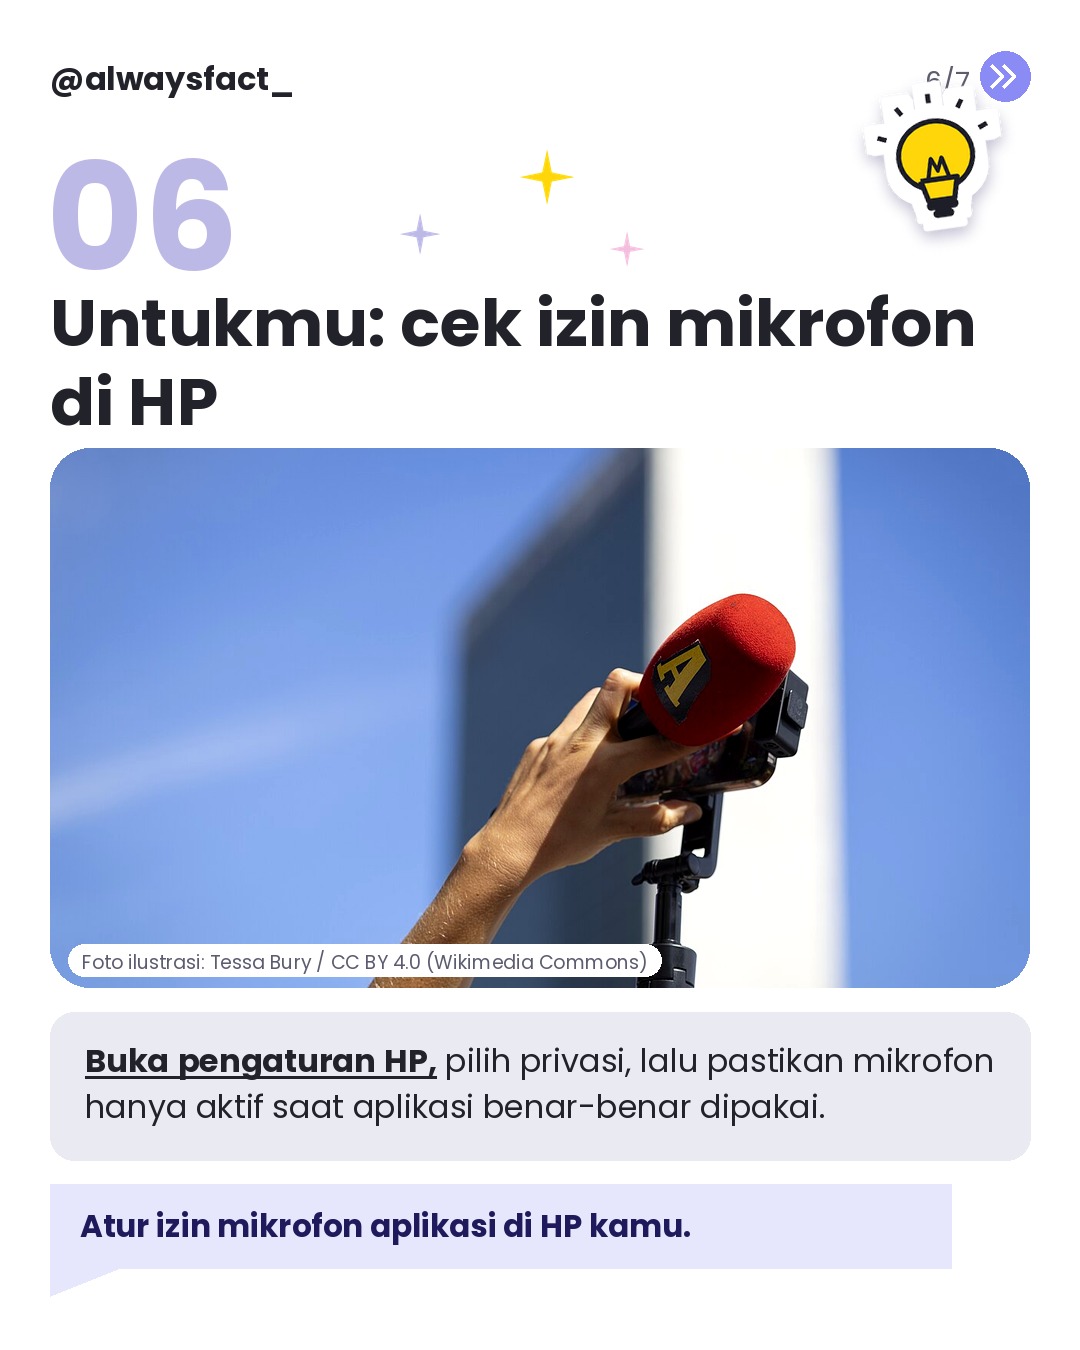 @alwaysfact_
6/7
06
Untukmu: cek izin mikrofon
di HP
A
Foto ilustrasi: Tessa Bury / CC BY 4.0 (Wikimedia Commons)
Buka pengaturan HP, pilih privasi, lalu pastikan mikrofon
hanya aktif saat aplikasi benar-benar dipakai.
Atur izin mikrofon aplikasi di HP kamu.